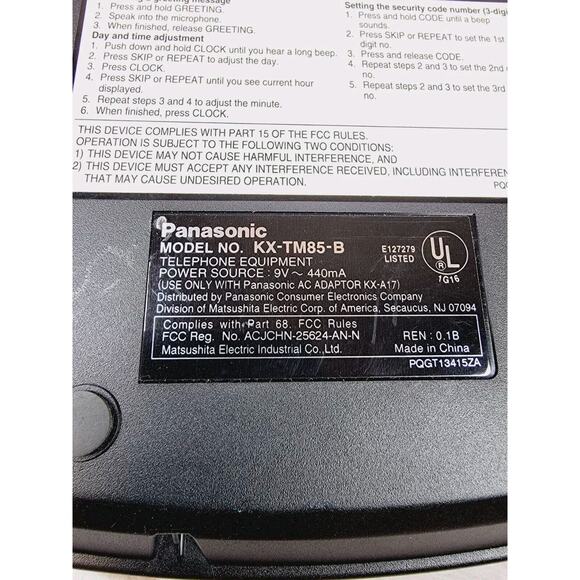 greeting message
1. Press and hold GREETING.
2. Speak into the microphone.
3. When finished, release GREETING.
Day and time adjustment
1. Push down and hold CLOCK until you hear a long beep.
2. Press SKIP or REPEAT to adjust the day.
3. Press CLOCK.
4. Press SKIP or REPEAT until you see current hour
displayed.
5. Repeat steps 3 and 4 to adjust the minute.
6. When finished, press CLOCK.
Setting the security code number (3-digi
1. Press and hold CODE until a beep
sounds.
2. Press SKIP or REPEAT to set the 1st
digit no.
3. Press and release CODE.
4. Repeat steps 2 and 3 to set the 2nd
no.
5. Repeat steps 2 and 3 to set the 3rd
no.
THIS DEVICE COMPLIES WITH PART 15 OF THE FCC RULES.
OPERATION IS SUBJECT TO THE FOLLOWING TWO CONDITIONS:
1) THIS DEVICE MAY NOT CAUSE HARMFUL INTERFERENCE, AND
2) THIS DEVICE MUST ACCEPT ANY INTERFERENCE RECEIVED, INCLUDING INTERFEREN
THAT MAY CAUSE UNDESIRED OPERATION.
PQG
Panasonic
MODEL NO. KX-TM85-B
TELEPHONE EQUIPMENT
POWER SOURCE : 9V ~ 440mA
(USE ONLY WITH Panasonic AC ADAPTOR KX-A17)
Distributed by Panasonic Consumer Electronics Company
Division of Matsushita Electric Corp. of America, Secaucus, NJ 07094
E127279
LISTED
UL
1G16
Complies with Part 68. FCC Rules
FCC Reg. No. ACJCHN-25624-AN-N
Matsushita Electric Industrial Co., Ltd.
REN : 0.1B
Made in China
PQGT13415ZA